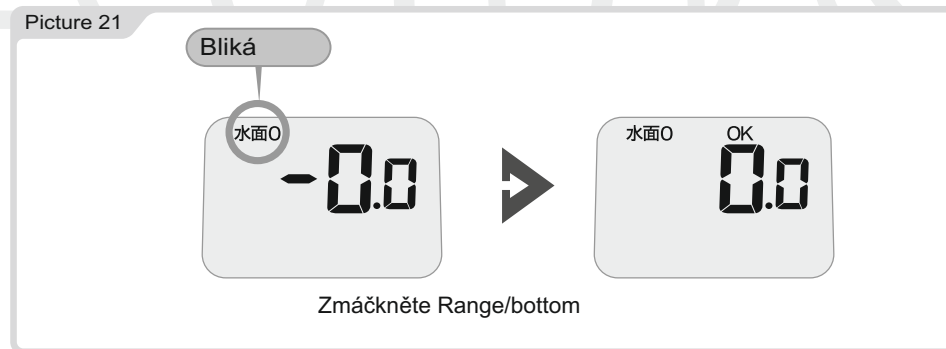 Picture 21
Bliká
水面0
-0.0
水面0 OK
0.0
Zmáčkněte Range/bottom